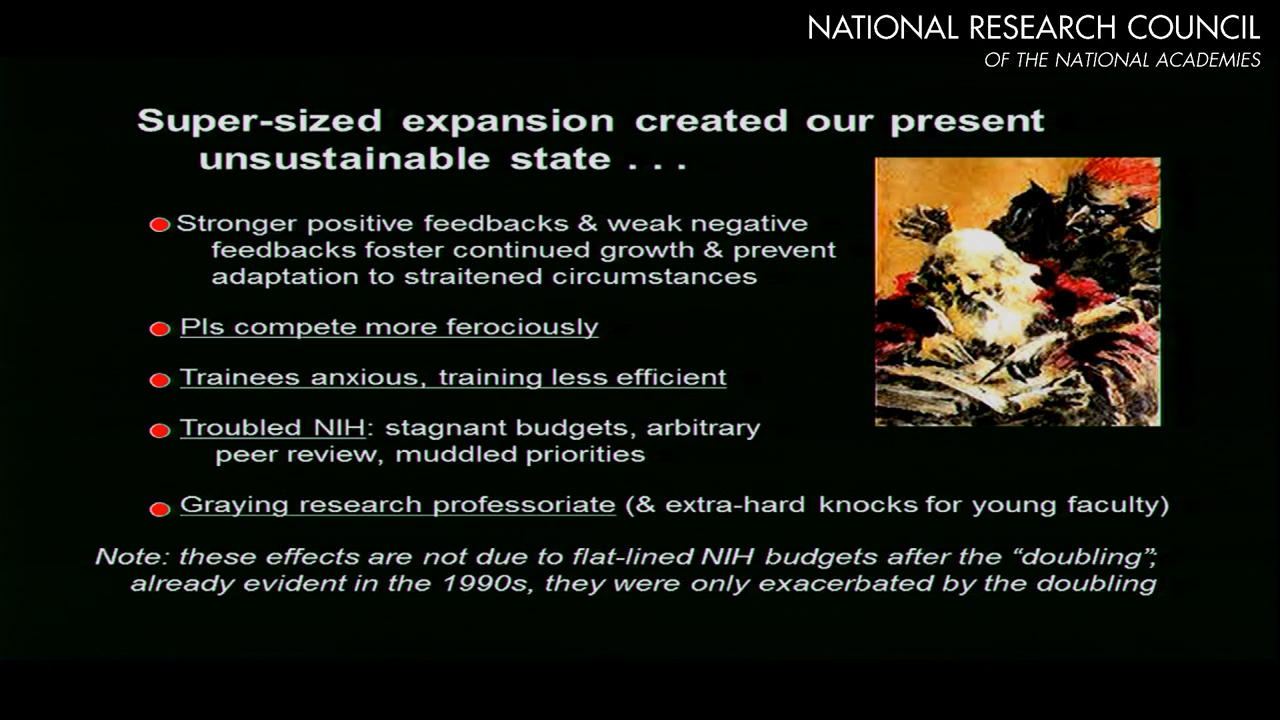 NATIONAL RESEARCH COUNCIL
OF THE NATIONAL ACADEMIES
Super-sized expansion created our present
unsustainable state . . .
Stronger positive feedbacks & weak negative
feedbacks foster continued growth & prevent
adaptation to straitened circumstances
PIs compete more ferociously
Trainees anxious, training less efficient
Troubled NIH: stagnant budgets, arbitrary
peer review, muddled priorities
Graying research professoriate (& extra-hard knocks for young faculty)
Note: these effects are not due to flat-lined NIH budgets after the “doubling”;
already evident in the 1990s, they were only exacerbated by the doubling